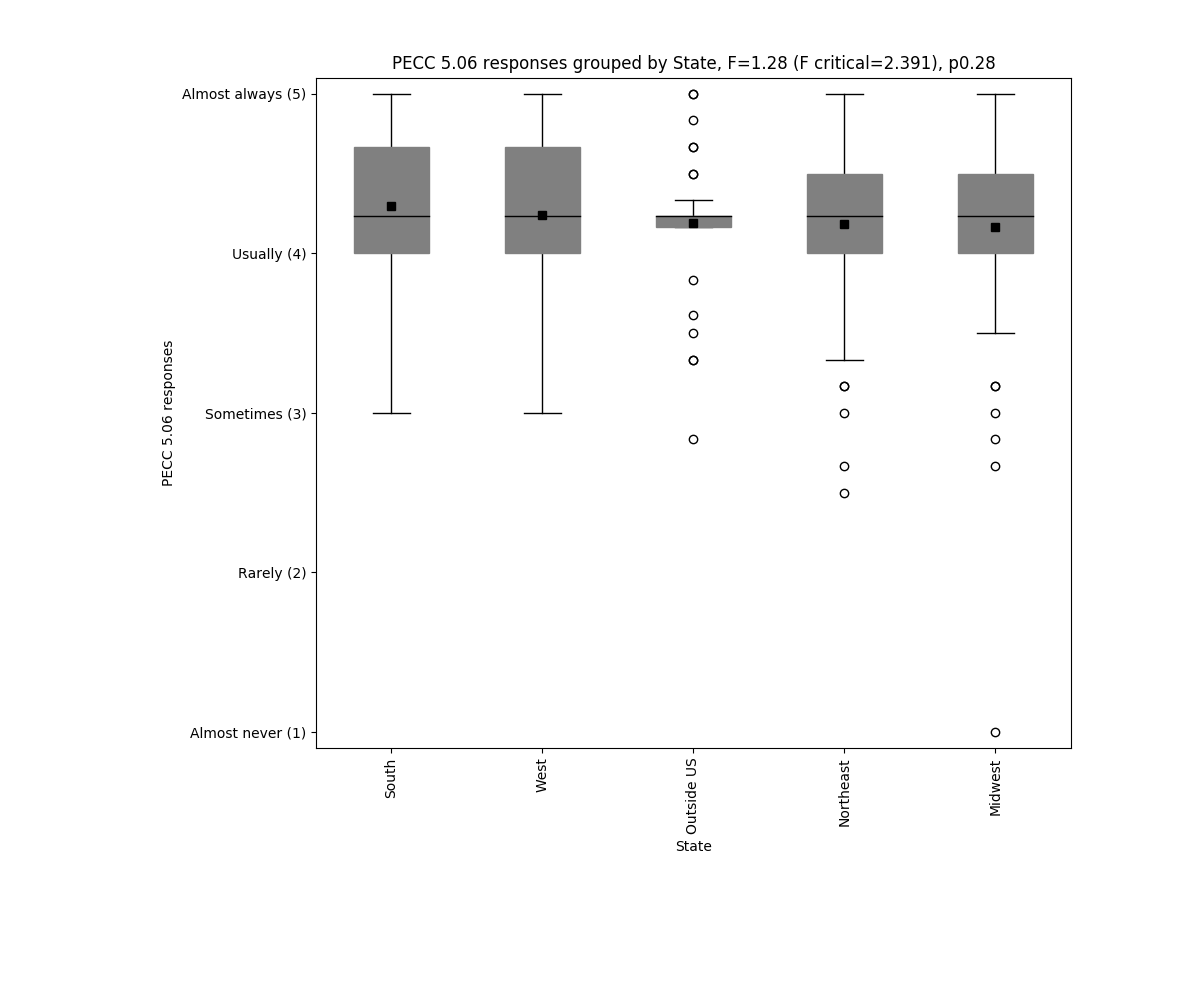 PECC 5.06 responses grouped by State, F=1.28 (F critical=2.391), p0.28
Almost always (5)
Usually (4)
Sometimes (3)
Rarely (2)
Almost never (1)
PECC 5.06 responses
South
West
Outside US
Northeast
Midwest
State